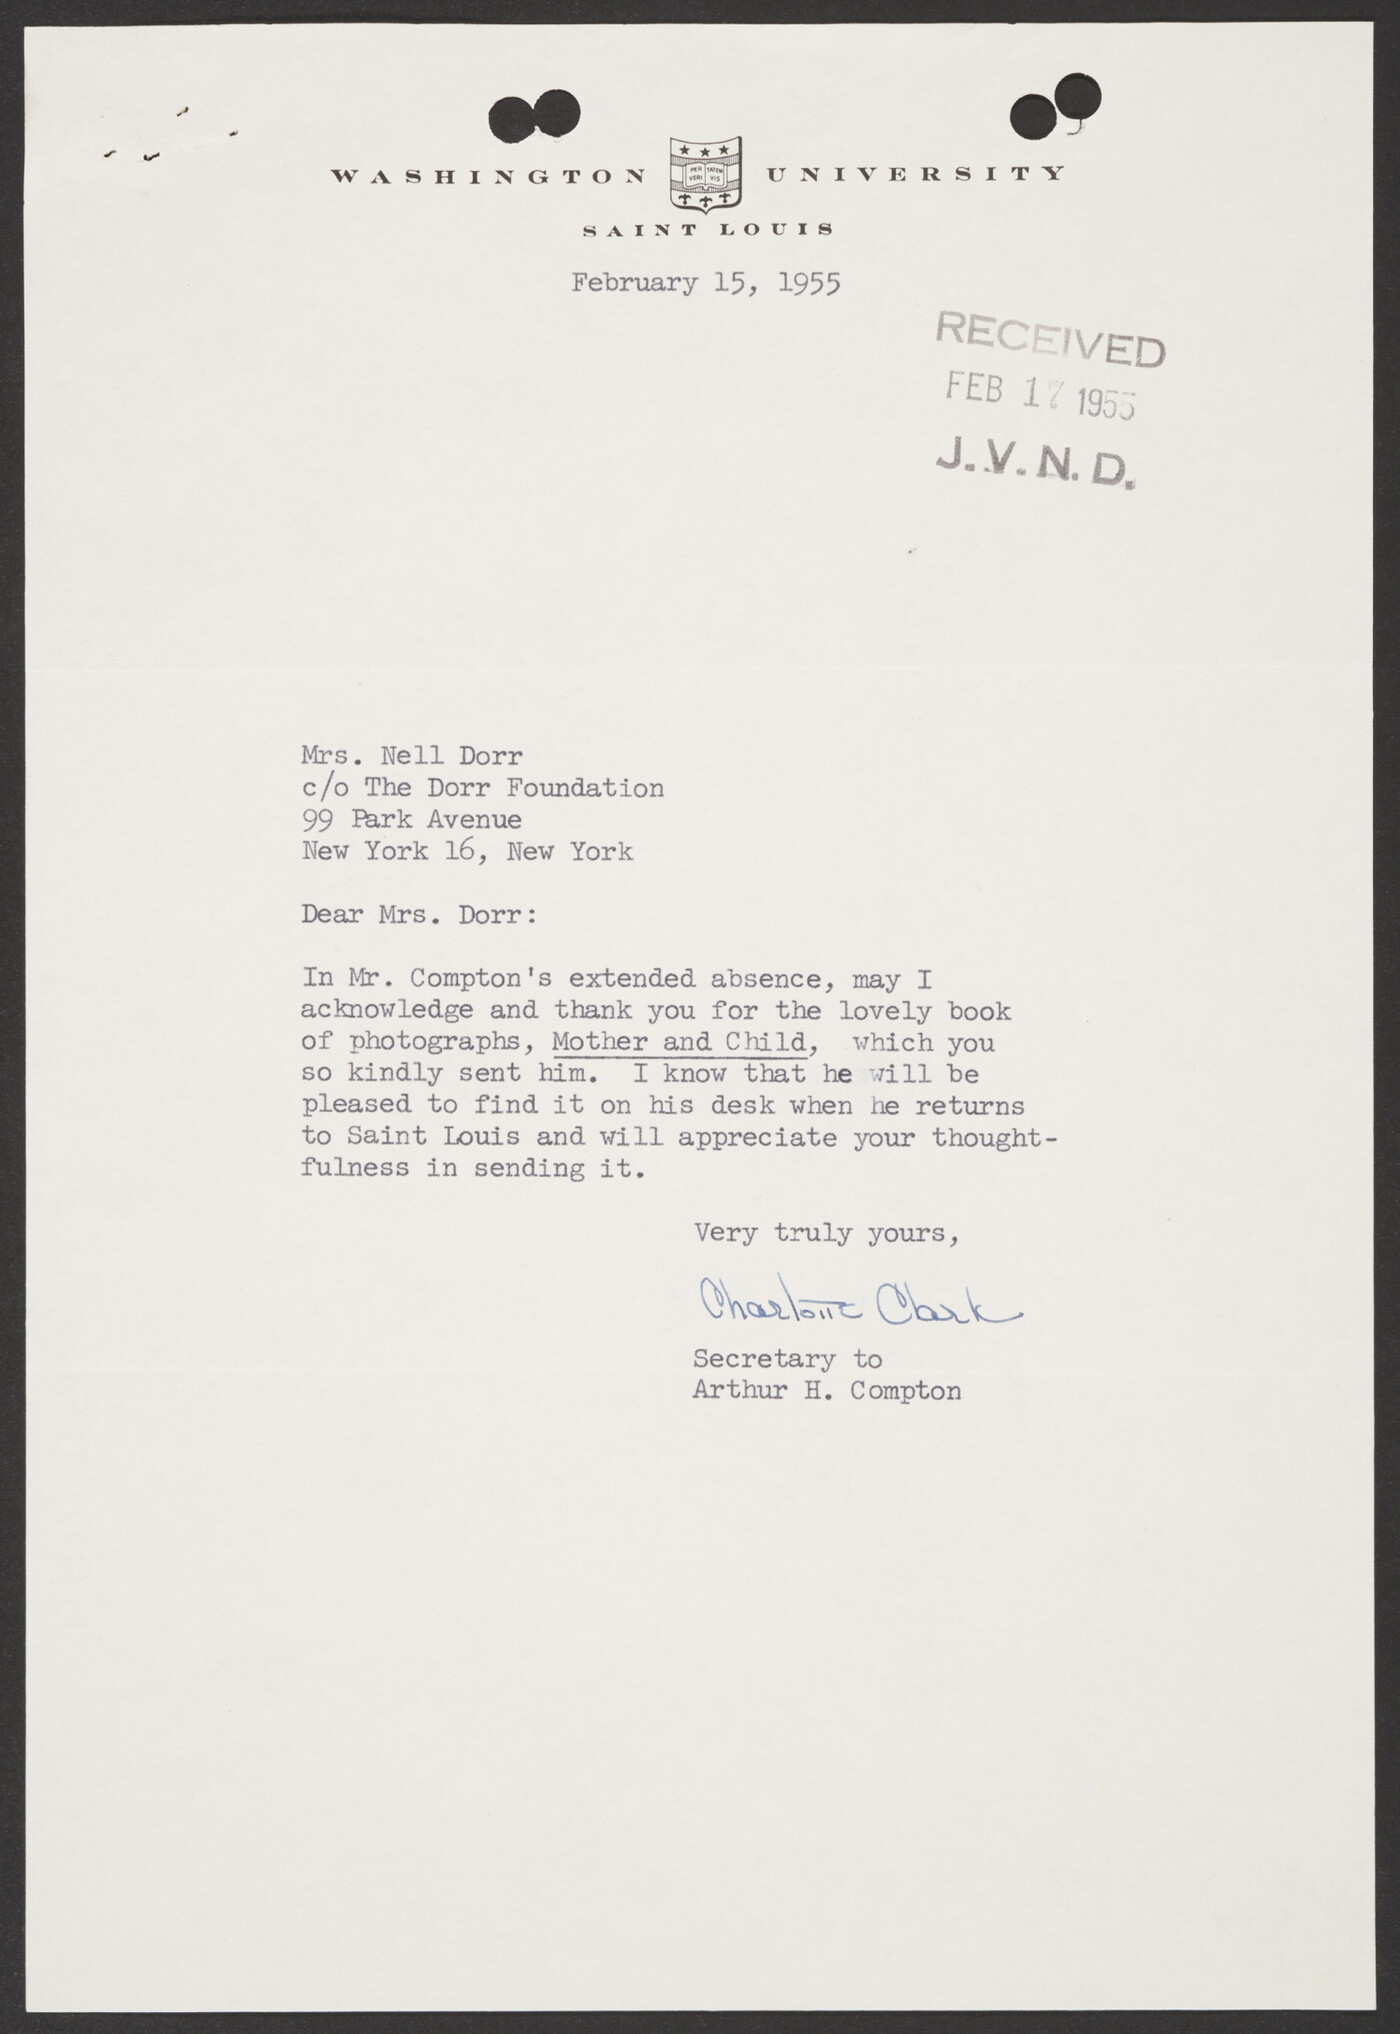 WASHINGTON UNIVERSITY
PER VERI TATEM VIS
SAINT LOUIS
February 15, 1955
RECEIVED
FEB 17 1955
J.V.N.D.
Mrs. Nell Dorr
c/o The Dorr Foundation
99 Park Avenue
New York 16, New York
Dear Mrs. Dorr:
In Mr. Compton's extended absence, may I
acknowledge and thank you for the lovely book
of photographs, Mother and Child, which you
so kindly sent him. I know that he will be
pleased to find it on his desk when he returns
to Saint Louis and will appreciate your thought-
fulness in sending it.
Very truly yours,
Charlotte Clark
Secretary to
Arthur H. Compton